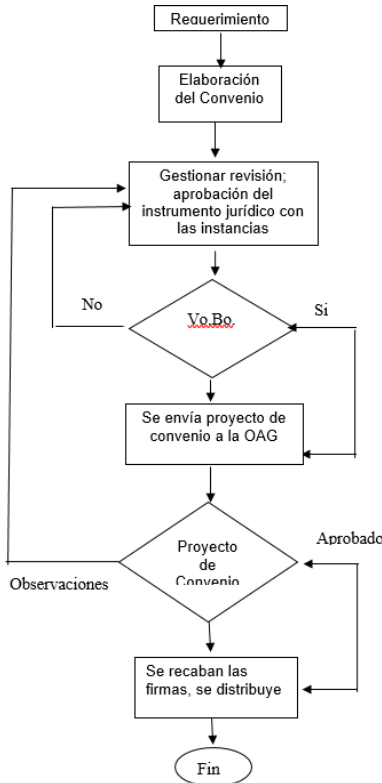 Requerimiento
Elaboración
del Convenio
Gestionar revisión;
aprobación del
instrumento jurídico con
las instancias
No
Vo.Bo.
Si
Se envía proyecto de
convenio a la OAG
Aprobado
Proyecto
de
Convenio
Observaciones
Se recaban las
firmas, se distribuye
Fin